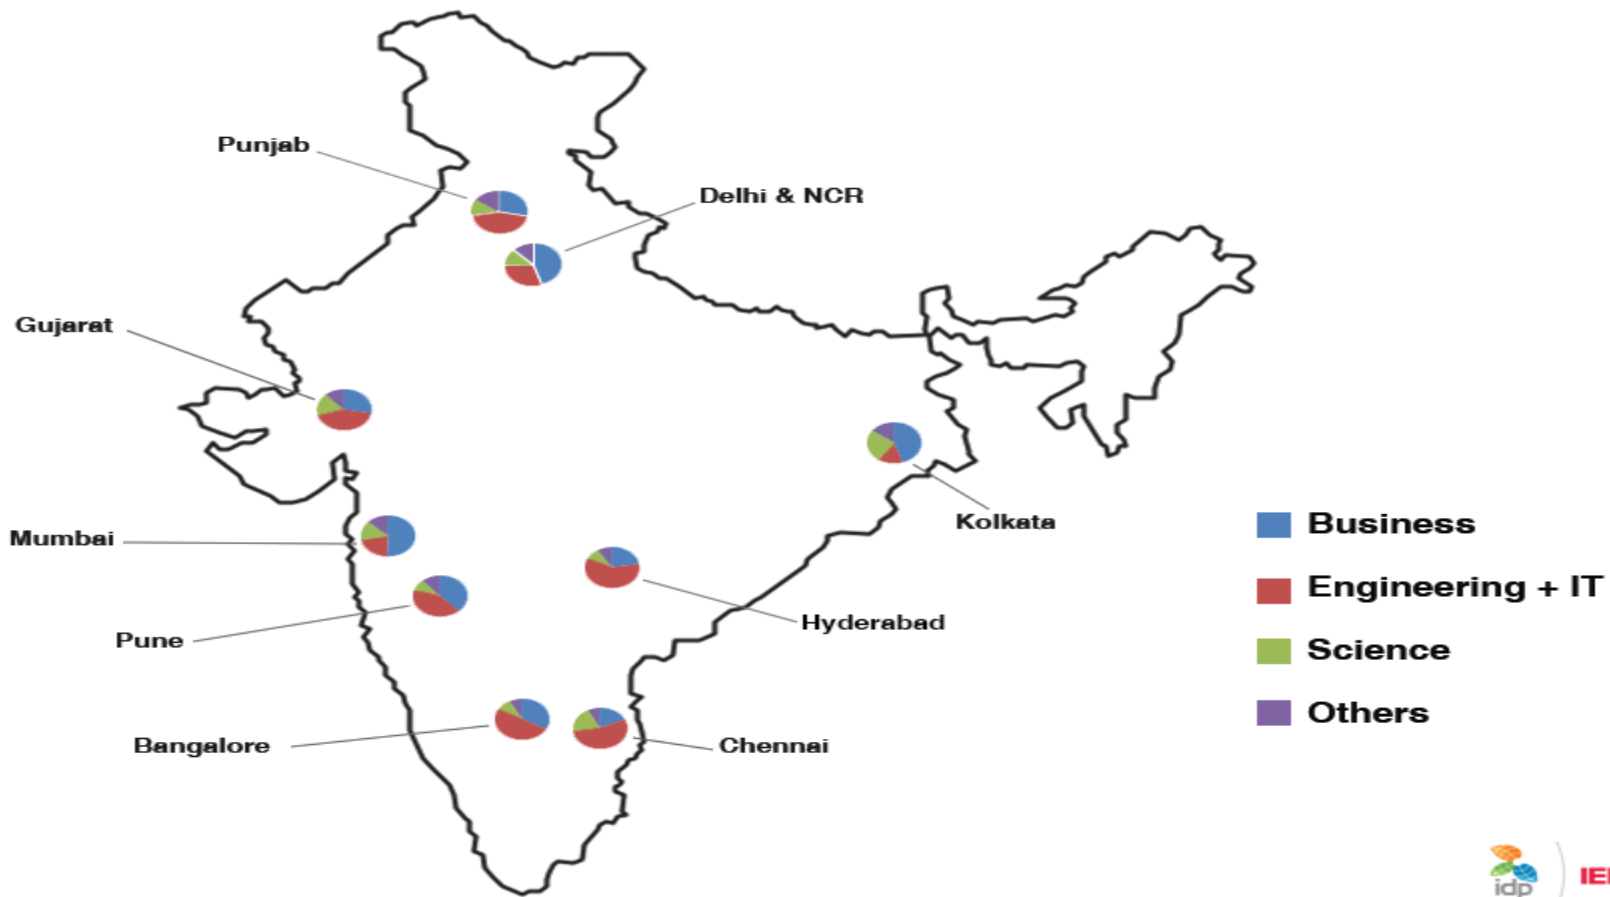 Punjab
Delhi & NCR
Gujarat
Kolkata
Mumbai
Hyderabad
Pune
Bangalore
Chennai
Business
Engineering + IT
Science
Others
idp